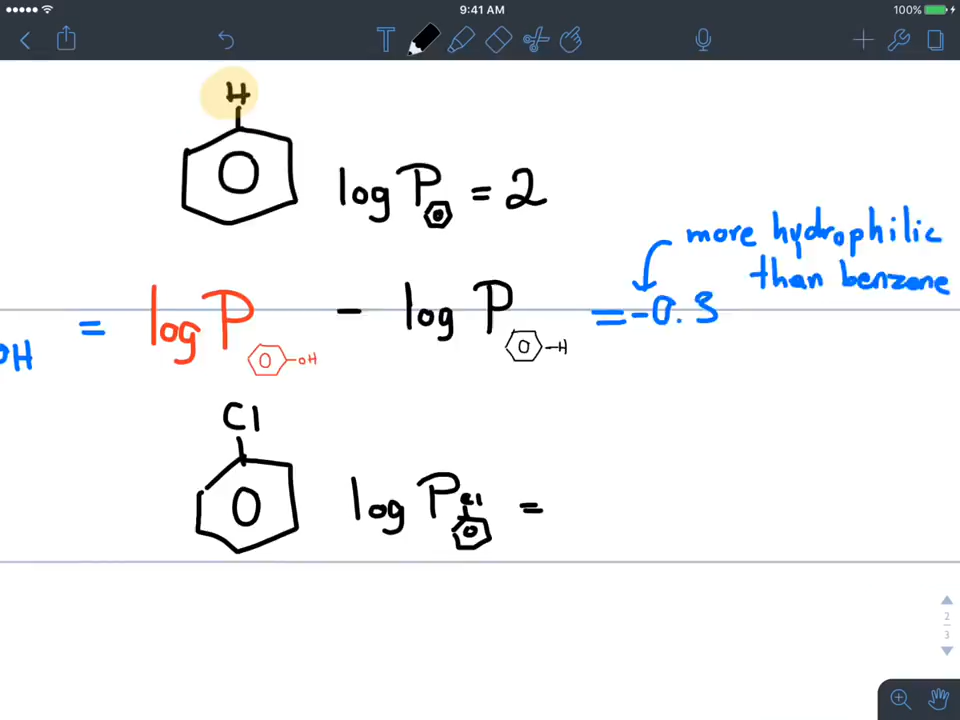 9:41 AM
100%
T
H
O
log P O = 2
more hydrophilic
than benzene
OH = log P O-OH - log P O-H = -0.3
Cl
O
log P Cl O =
2
3